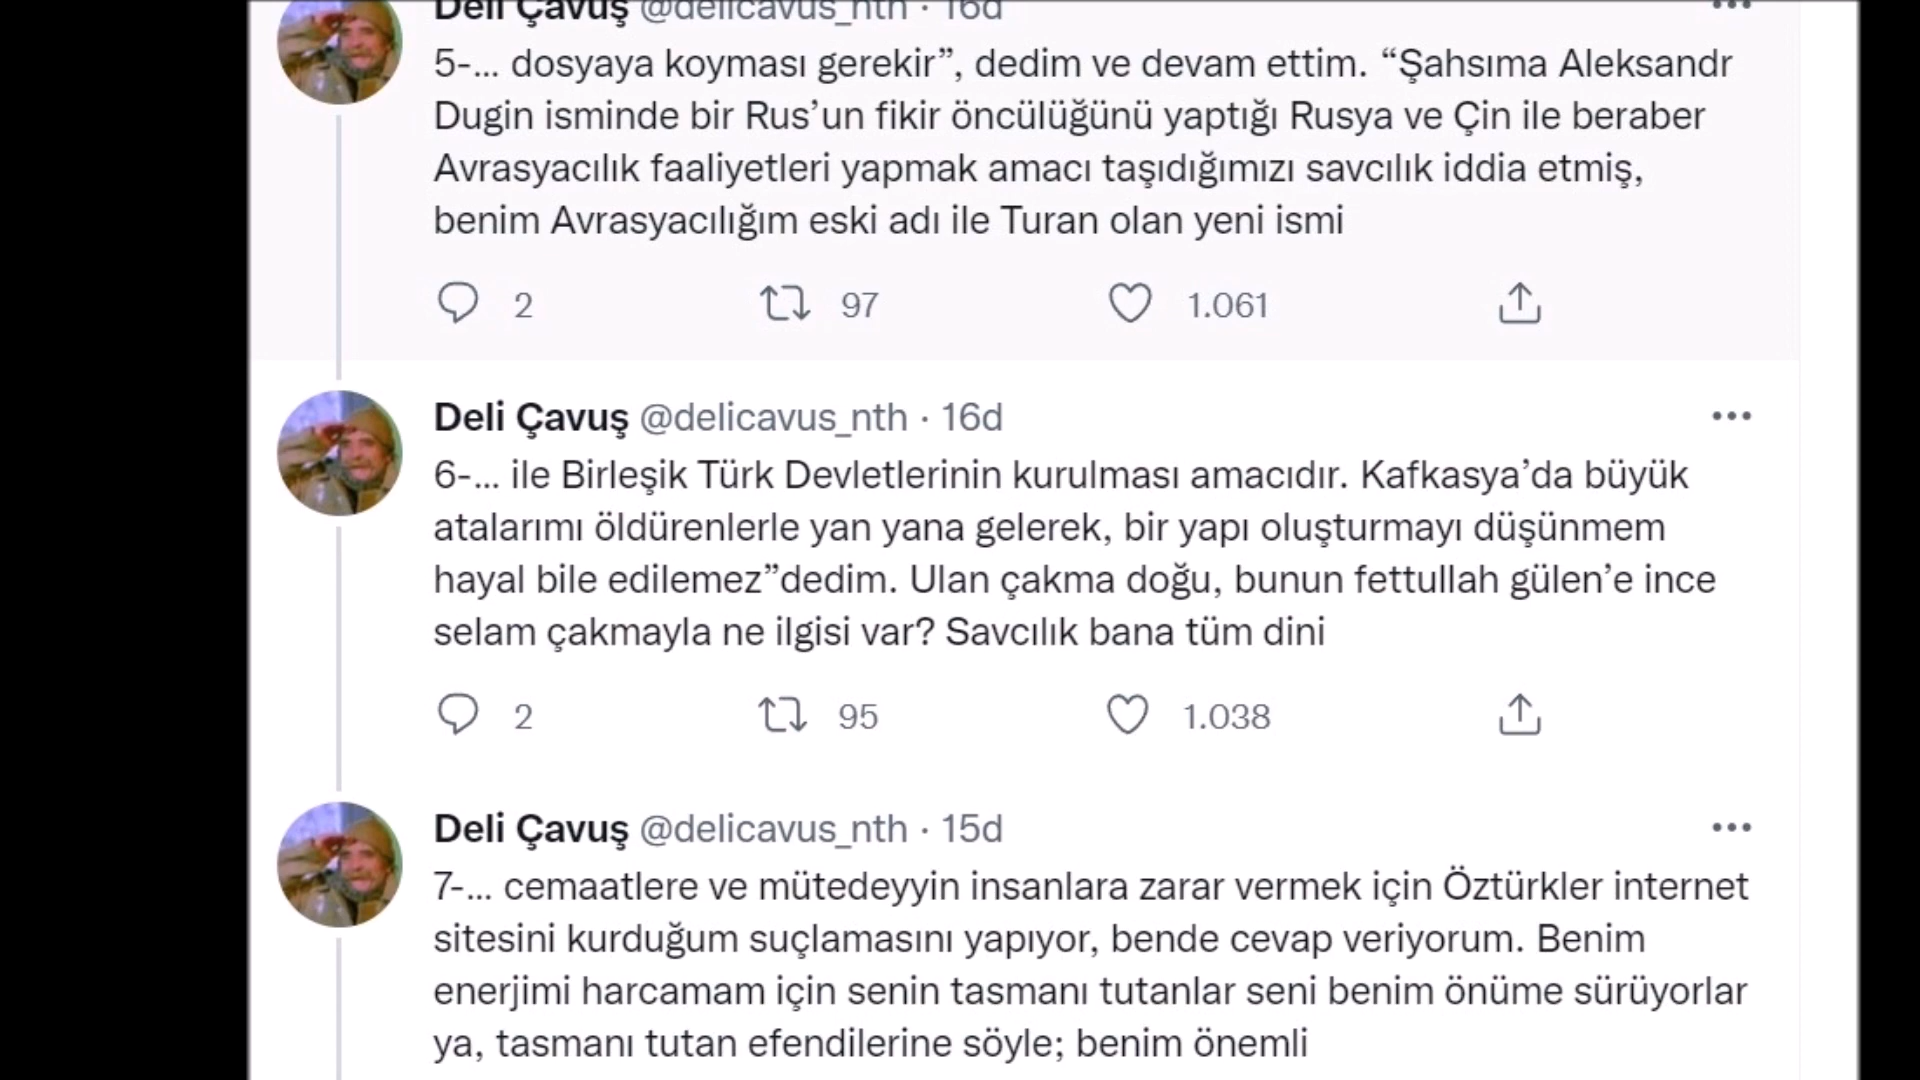 Deli Çavuş @delicavus_nth · 16d
5-... dosyaya koyması gerekir”, dedim ve devam ettim. “Şahsıma Aleksandr
Dugin isminde bir Rus’un fikir öncülüğünü yaptığı Rusya ve Çin ile beraber
Avrasyacılık faaliyetleri yapmak amacı taşıdığımızı savcılık iddia etmiş,
benim Avrasyacılığım eski adı ile Turan olan yeni ismi
2 97 1.061
Deli Çavuş @delicavus_nth · 16d
6-... ile Birleşik Türk Devletlerinin kurulması amacıdır. Kafkasya’da büyük
atalarımı öldürenlerle yan yana gelerek, bir yapı oluşturmayı düşünmem
hayal bile edilemez”dedim. Ulan çakma doğu, bunun fettullah gülen’e ince
selam çakmayla ne ilgisi var? Savcılık bana tüm dini
2 95 1.038
Deli Çavuş @delicavus_nth · 15d
7-... cemaatlere ve mütedeyyin insanlara zarar vermek için Öztürkler internet
sitesini kurduğum suçlamasını yapıyor, bende cevap veriyorum. Benim
enerjimi harcamam için senin tasmanı tutanlar seni benim önüme sürüyorlar
ya, tasmanı tutan efendilerine söyle; benim önemli